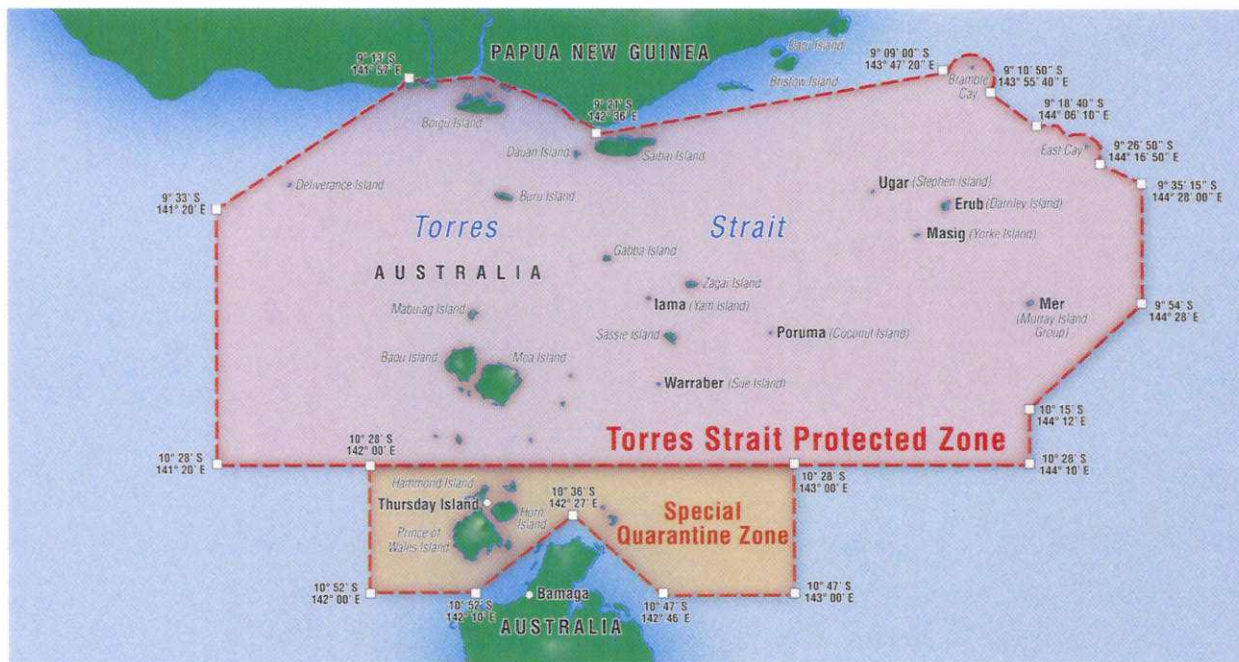 PAPUA NEW GUINEA
Daru Island
Bristow Island
9° 13' S
141° 57' E
9° 09' 00" S
143° 47' 20" E
Bramble
Cay
9° 10' 50" S
143° 55' 40" E
9° 18' 40" S
144° 06' 10" E
9° 21' S
142° 36' E
Boigu Island
Dauan Island
Saibai Island
East Cay
9° 26' 50" S
144° 16' 50" E
Deliverance Island
Buru Island
Ugar (Stephen Island)
9° 35' 15" S
144° 28' 00" E
Erub (Darnley Island)
9° 33' S
141° 20' E
Torres Strait
Masig (Yorke Island)
Gabba Island
AUSTRALIA
Zagai Island
Mabuiag Island
Iama (Yam Island)
Mer
(Murray Island
Group)
9° 54' S
144° 28' E
Sassie Island
Poruma (Coconut Island)
Badu Island
Moa Island
Warraber (Sue Island)
10° 15' S
144° 12' E
Torres Strait Protected Zone
10° 28' S
141° 20' E
10° 28' S
142° 00' E
10° 28' S
143° 00' E
10° 28' S
144° 10' E
Hammond Island
Thursday Island
Horn
Island
Prince of
Wales Island
10° 36' S
142° 27' E
Special
Quarantine Zone
10° 52' S
142° 00' E
10° 52' S
142° 10' E
Bamaga
10° 47' S
142° 46' E
10° 47' S
143° 00' E
AUSTRALIA